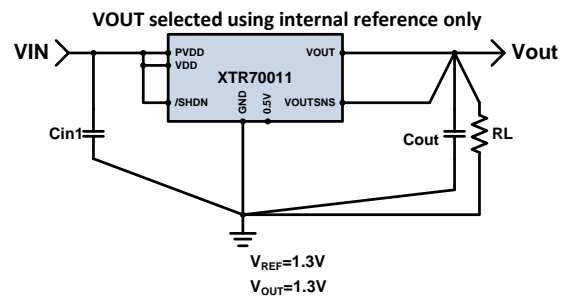 VOUT selected using internal reference only
VIN
PVDD
VDD
/SHDN
XTR70011
GND
0.5V
VOUT
VOUTSNS
Vout
Cin1
Cout
RL
VREF=1.3V
VOUT=1.3V